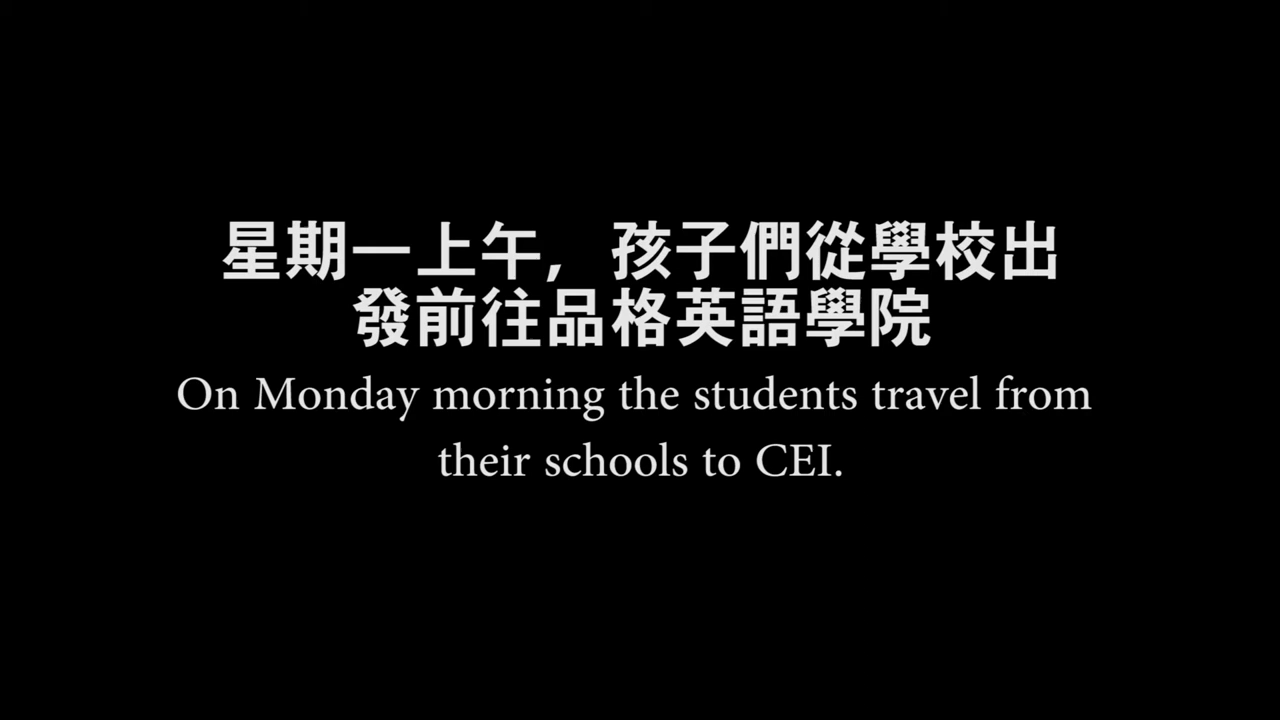 星期一上午，孩子們從學校出
發前往品格英語學院
On Monday morning the students travel from
their schools to CEI.